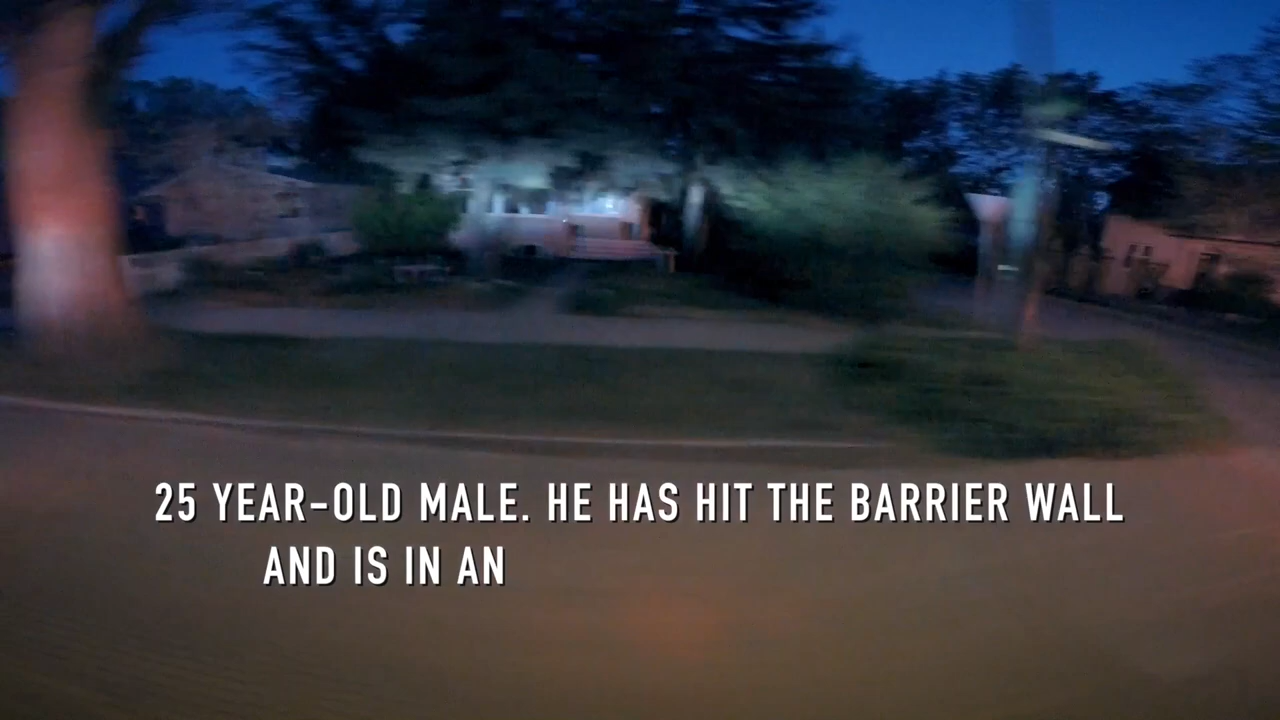 25 YEAR-OLD MALE. HE HAS HIT THE BARRIER WALL
AND IS IN AN